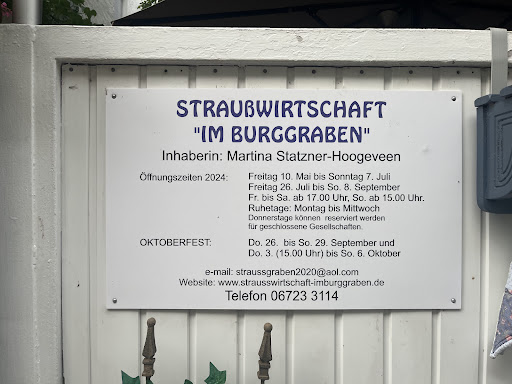 STRAUßWIRTSCHAFT
"IM BURGGRABEN"
Inhaberin: Martina Statzner-Hoogeveen
Öffnungszeiten 2024: Freitag 10. Mai bis Sonntag 7. Juli
Freitag 26. Juli bis So. 8. September
Fr. bis Sa. ab 17.00 Uhr, So. ab 15.00 Uhr.
Ruhetage: Montag bis Mittwoch
Donnerstage können reserviert werden
für geschlossene Gesellschaften.
OKTOBERFEST: Do. 26. bis So. 29. September und
Do. 3. (15.00 Uhr) bis So. 6. Oktober
e-mail: straussgraben2020@aol.com
Website: www.strausswirtschaft-imburggraben.de
Telefon 06723 3114